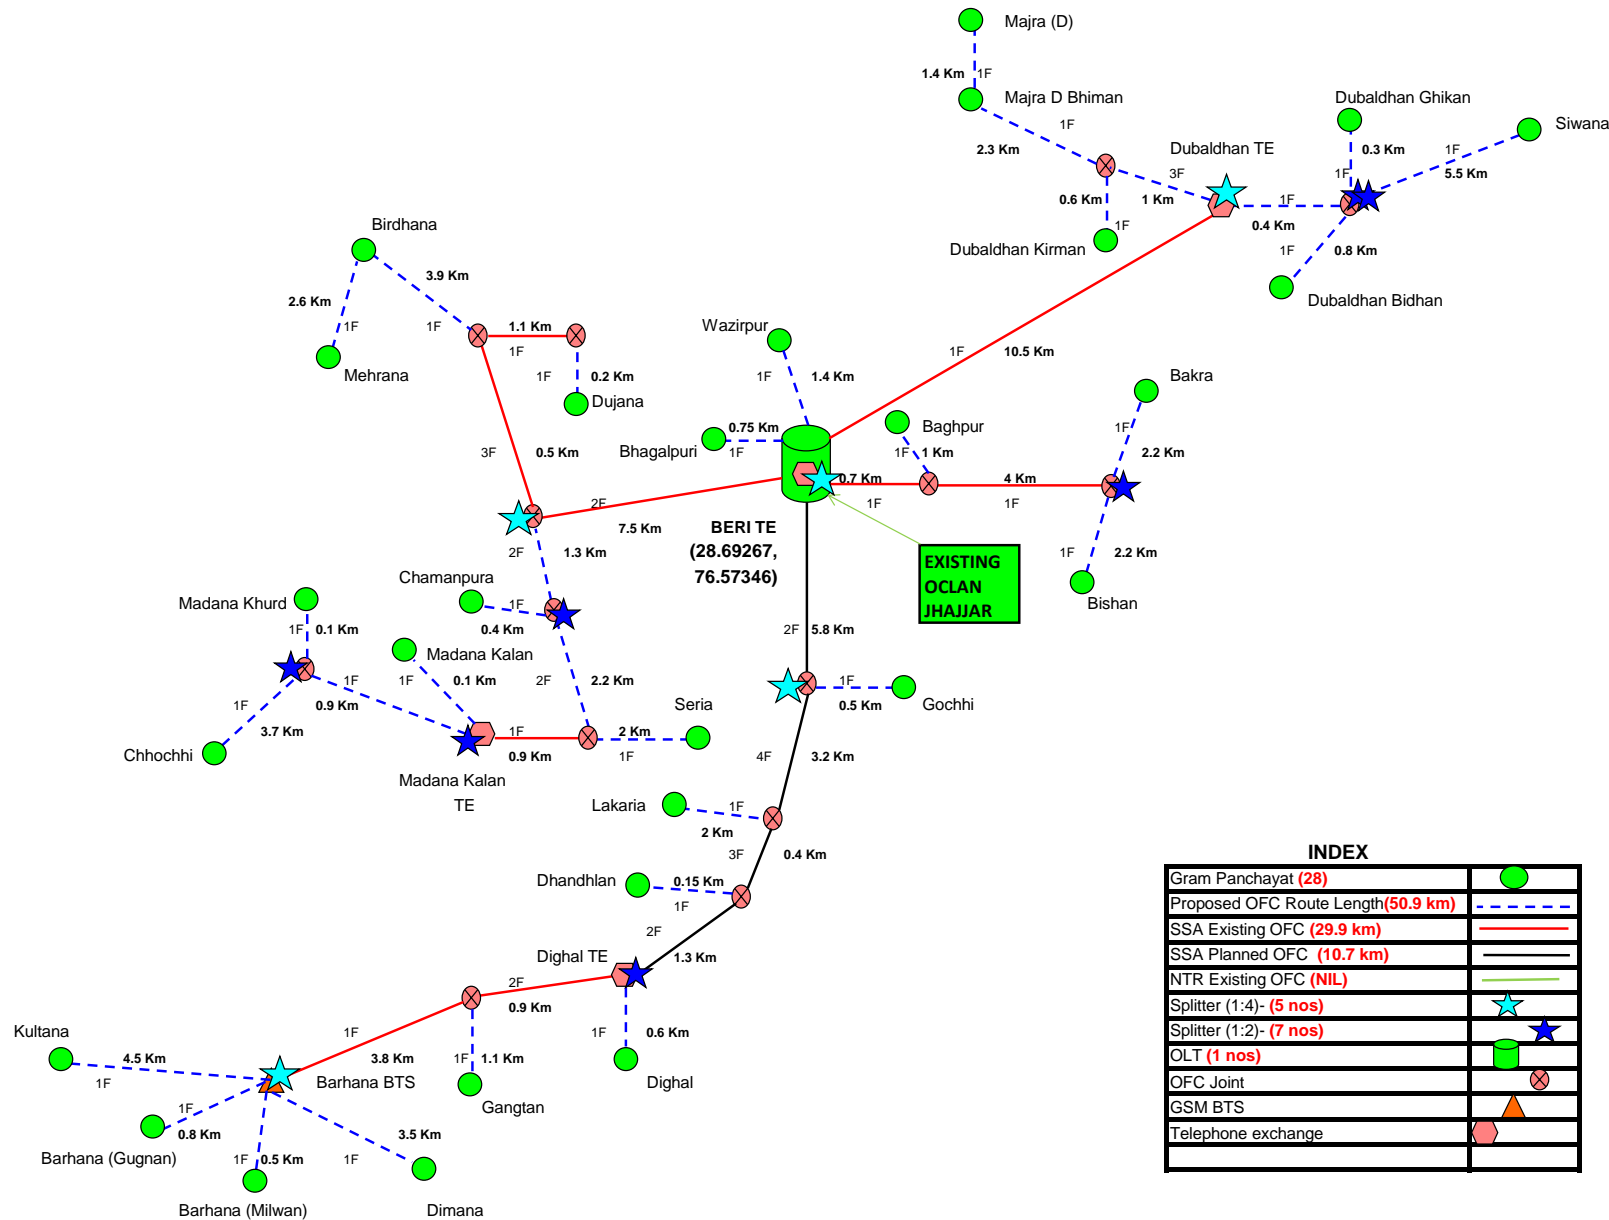 Majra (D)
1.4 Km
1F
Majra D Bhiman
1F
2.3 Km
Dubaldhan TE
3F
1 Km
0.6 Km
1F
Dubaldhan Kirman
Dubaldhan Ghikan
Siwana
0.3 Km
1F
1F
5.5 Km
1F
0.4 Km
1F
0.8 Km
Dubaldhan Bidhan
Birdhana
3.9 Km
2.6 Km
1F
1F
Mehrana
1.1 Km
1F
1F
0.2 Km
Dujana
Wazirpur
1F
1.4 Km
1F
10.5 Km
0.75 Km
Bhagalpuri
1F
Baghpur
1F
1 Km
0.7 Km
1F
4 Km
1F
Bakra
1F
2.2 Km
1F
2.2 Km
Bishan
3F
0.5 Km
2F
7.5 Km
BERI TE
(28.69267,
76.57346)
EXISTING
OCLAN
JHAJJAR
2F
1.3 Km
Chamanpura
1F
0.4 Km
Madana Khurd
1F
0.1 Km
Madana Kalan
1F
0.1 Km
2F
2.2 Km
1F
0.9 Km
1F
3.7 Km
Chhochhi
1F
0.9 Km
Madana Kalan
TE
Seria
2 Km
1F
2F
5.8 Km
1F
0.5 Km
Gochhi
4F
3.2 Km
Lakaria
1F
2 Km
3F
0.4 Km
Dhandhlan
0.15 Km
1F
2F
1.3 Km
Dighal TE
2F
0.9 Km
1F
0.6 Km
Dighal
1F
1.1 Km
Gangtan
1F
3.8 Km
Barhana BTS
Kultana
4.5 Km
1F
1F
0.8 Km
Barhana (Gugnan)
1F
0.5 Km
Barhana (Milwan)
3.5 Km
1F
Dimana
INDEX
Gram Panchayat (28)
Proposed OFC Route Length(50.9 km)
SSA Existing OFC (29.9 km)
SSA Planned OFC (10.7 km)
NTR Existing OFC (NIL)
Splitter (1:4)- (5 nos)
Splitter (1:2)- (7 nos)
OLT (1 nos)
OFC Joint
GSM BTS
Telephone exchange